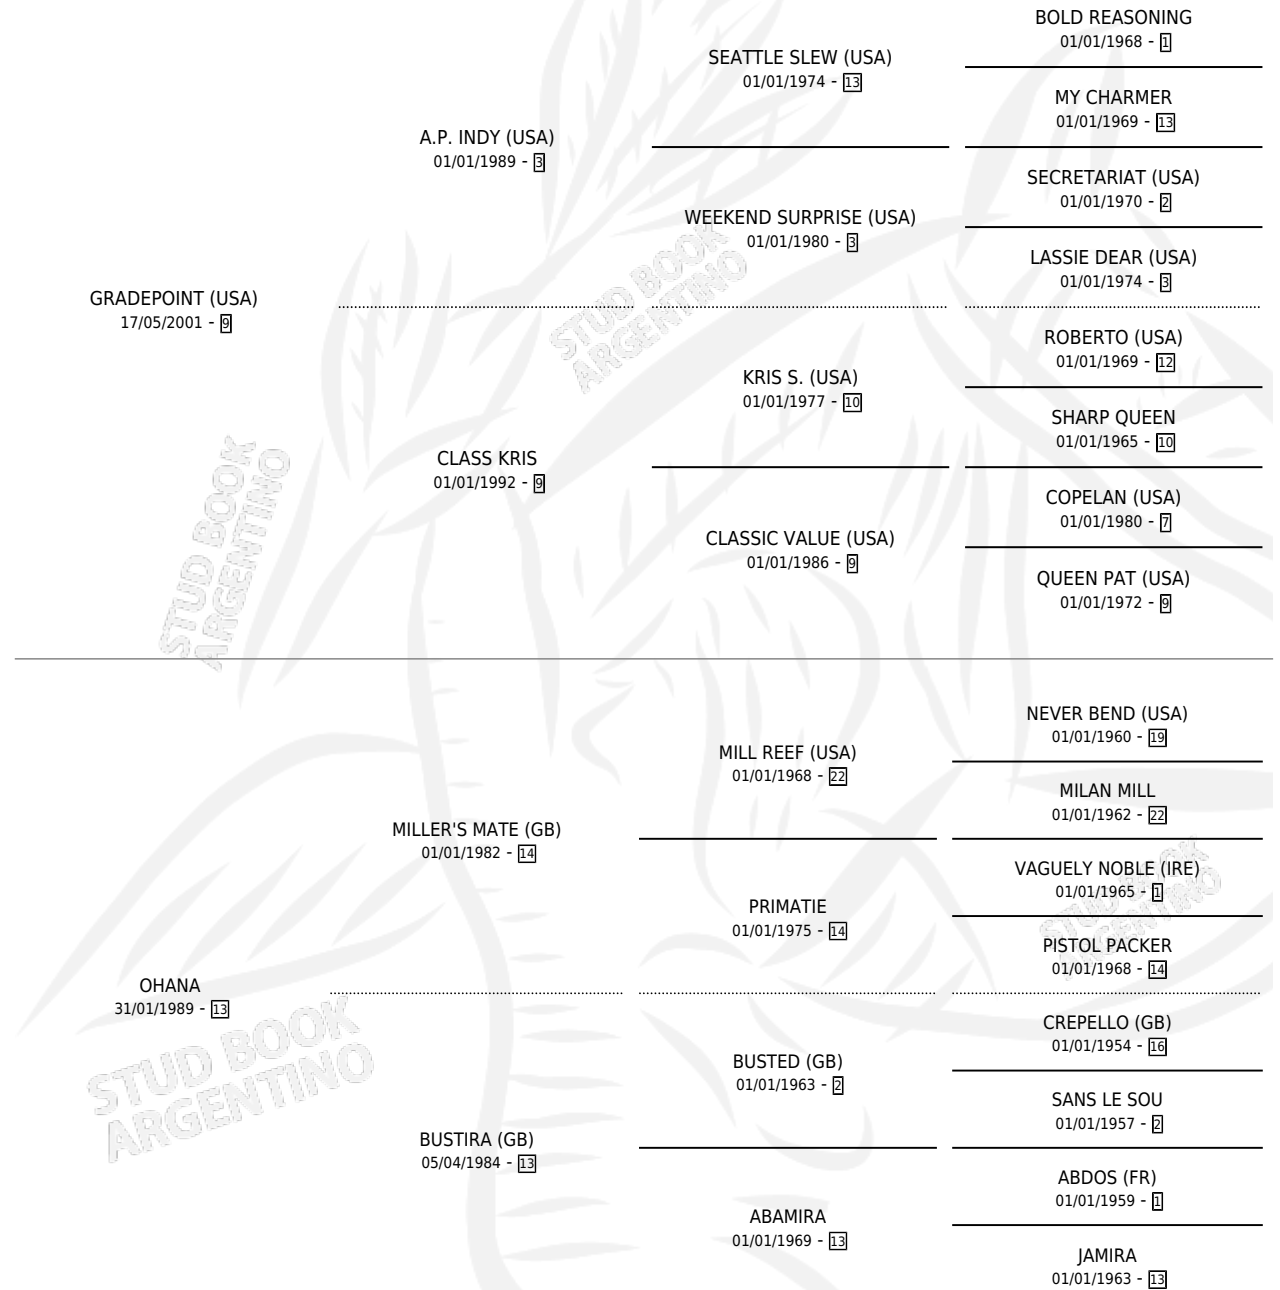 BOLD REASONING
01/01/1968 - 1
SEATTLE SLEW (USA)
01/01/1974 - 13
MY CHARMER
01/01/1969 - 13
A.P. INDY (USA)
01/01/1989 - 3
SECRETARIAT (USA)
01/01/1970 - 2
WEEKEND SURPRISE (USA)
01/01/1980 - 3
LASSIE DEAR (USA)
01/01/1974 - 3
GRADEPOINT (USA)
17/05/2001 - 9
STUD BOOK
ARGENTINO
ROBERTO (USA)
01/01/1969 - 12
KRIS S. (USA)
01/01/1977 - 10
SHARP QUEEN
01/01/1965 - 10
CLASS KRIS
01/01/1992 - 9
COPELAN (USA)
01/01/1980 - 7
CLASSIC VALUE (USA)
01/01/1986 - 9
QUEEN PAT (USA)
01/01/1972 - 9
STUD BOOK
ARGENTINO
NEVER BEND (USA)
01/01/1960 - 19
MILL REEF (USA)
01/01/1968 - 22
MILAN MILL
01/01/1962 - 22
MILLER'S MATE (GB)
01/01/1982 - 14
VAGUELY NOBLE (IRE)
01/01/1965 - 1
PRIMATIE
01/01/1975 - 14
PISTOL PACKER
01/01/1968 - 14
STUD BOOK
ARGENTINO
OHANA
31/01/1989 - 13
CREPELLO (GB)
01/01/1954 - 16
BUSTED (GB)
01/01/1963 - 2
SANS LE SOU
01/01/1957 - 2
STUD BOOK
ARGENTINO
BUSTIRA (GB)
05/04/1984 - 13
ABDOS (FR)
01/01/1959 - 1
ABAMIRA
01/01/1969 - 13
JAMIRA
01/01/1963 - 13